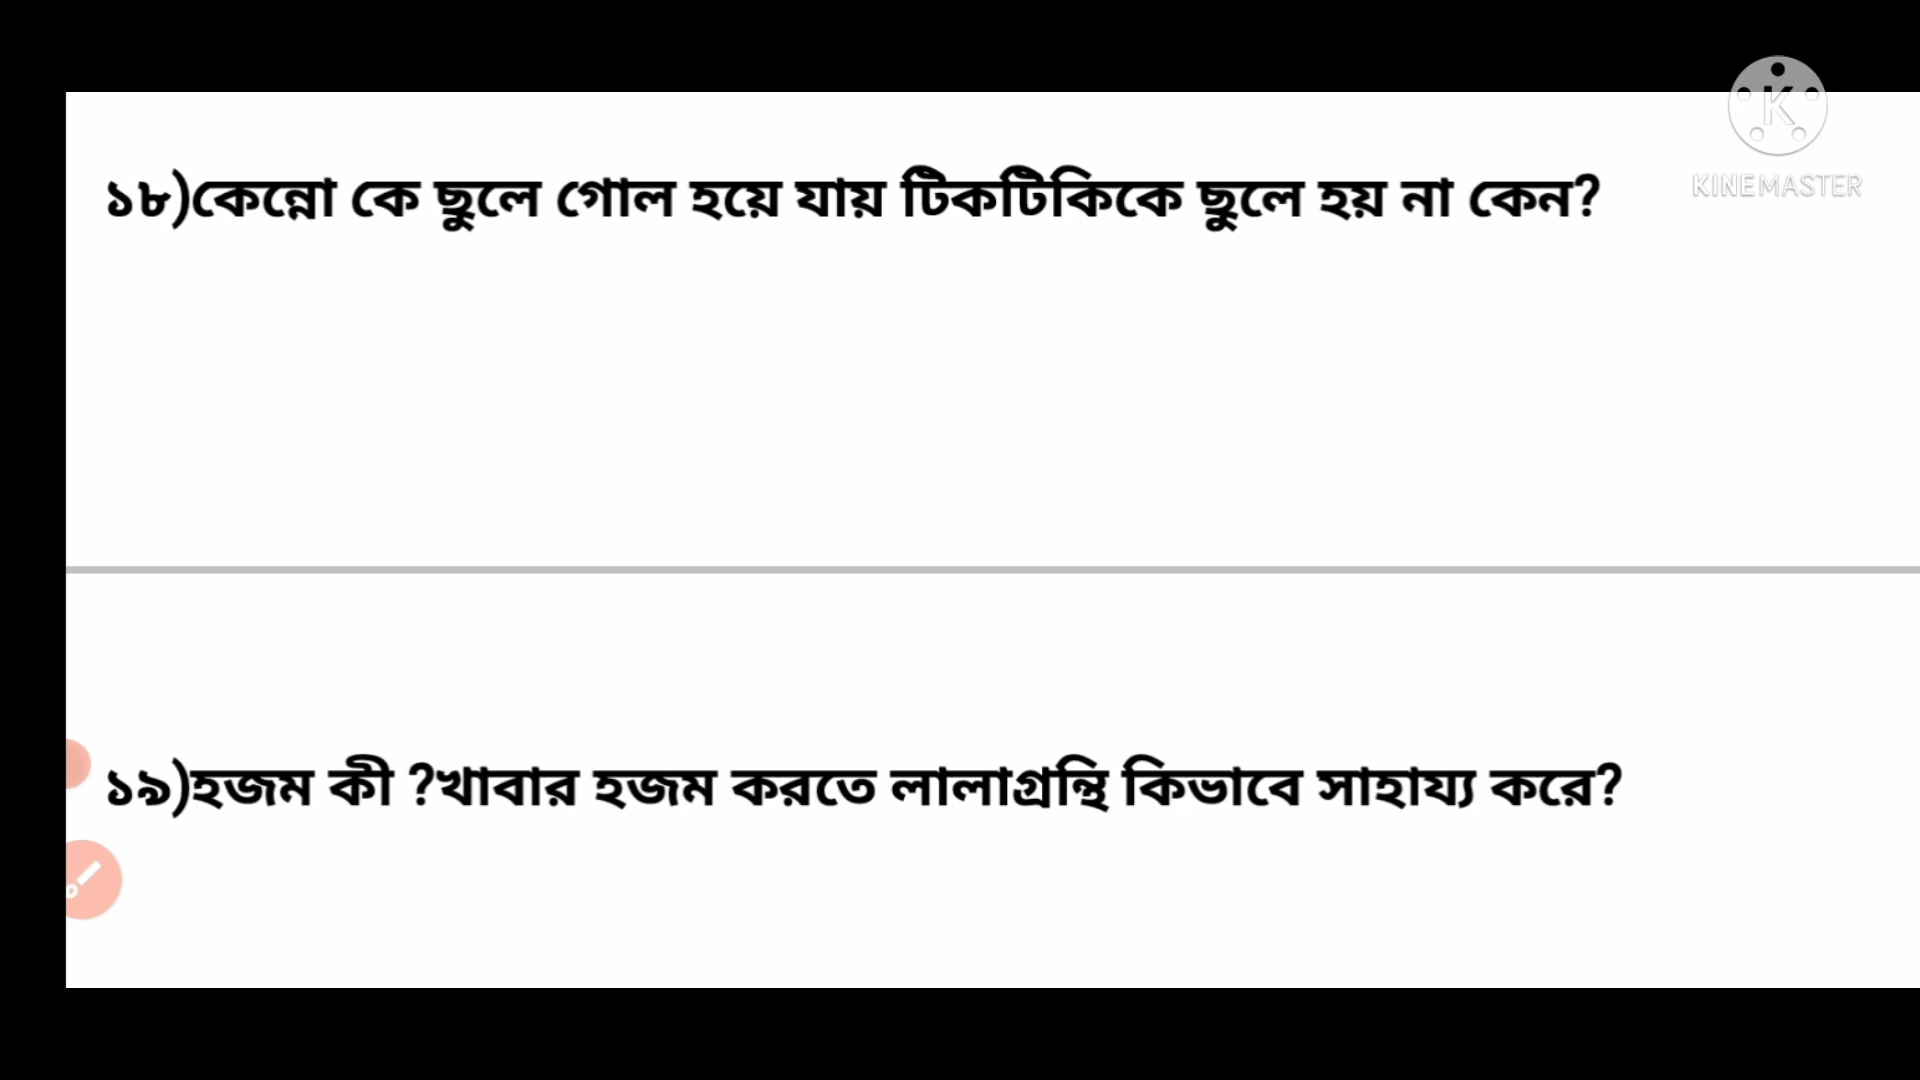 ১৮)কেন্নো কে ছুলে গোল হয়ে যায় টিকটিকিকে ছুলে হয় না কেন?
KINEMASTER
১৯)হজম কী ?খাবার হজম করতে লালাগ্রন্থি কিভাবে সাহায্য করে?